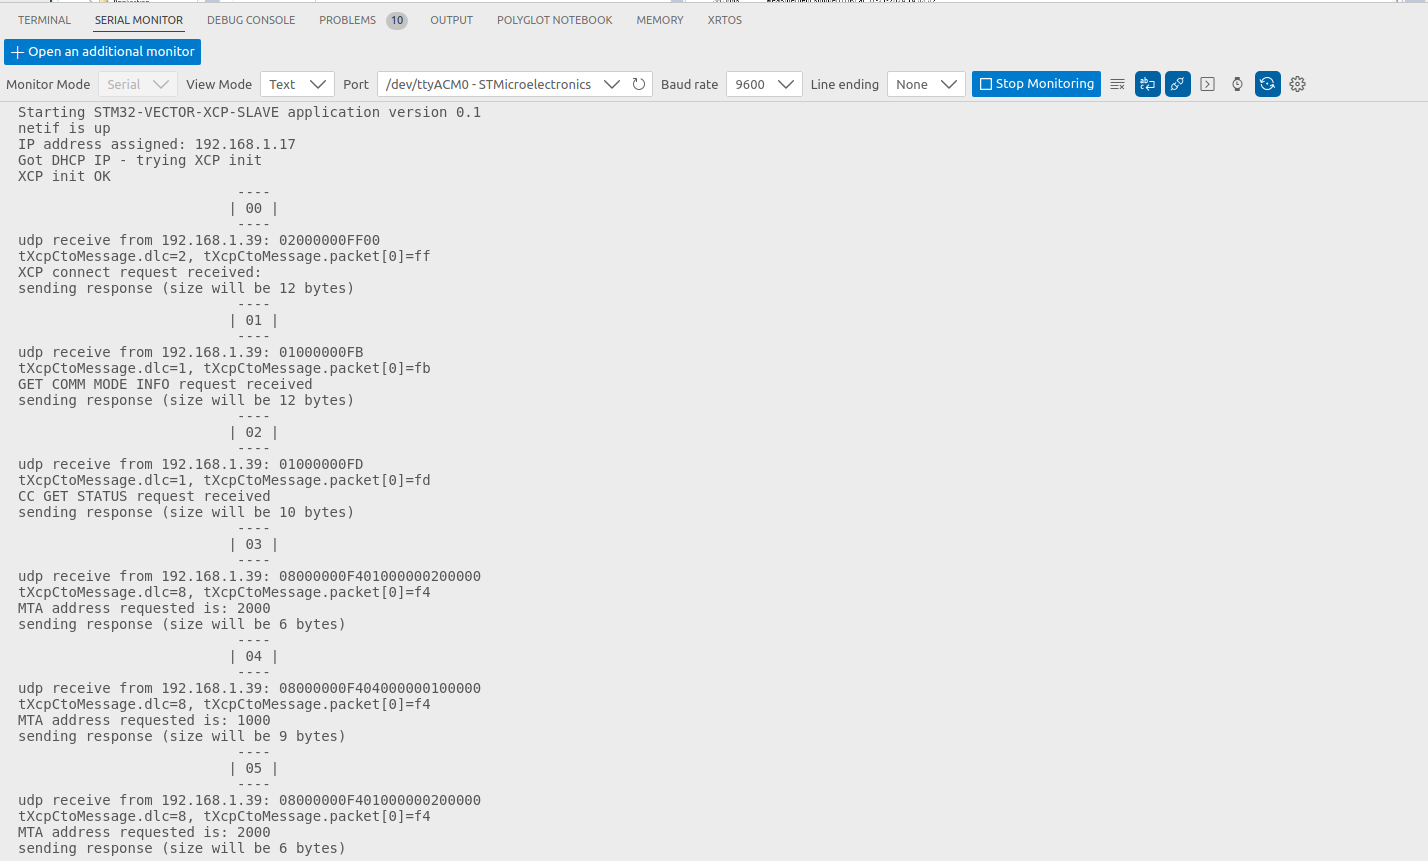 TERMINAL SERIAL MONITOR DEBUG CONSOLE PROBLEMS 10 OUTPUT POLYGLOT NOTEBOOK MEMORY XRTOS
Open an additional monitor
Monitor Mode Serial View Mode Text Port /dev/ttyACM0 - STMicroelectronics Baud rate 9600 Line ending None Stop Monitoring
Starting STM32-VECTOR-XCP-SLAVE application version 0.1
netif is up
IP address assigned: 192.168.1.17
Got DHCP IP - trying XCP init
XCP init OK
----
| 00 |
----
udp receive from 192.168.1.39: 02000000FF00
tXcpCtoMessage.dlc=2, tXcpCtoMessage.packet[0]=ff
XCP connect request received:
sending response (size will be 12 bytes)
----
| 01 |
----
udp receive from 192.168.1.39: 01000000FB
tXcpCtoMessage.dlc=1, tXcpCtoMessage.packet[0]=fb
GET COMM MODE INFO request received
sending response (size will be 12 bytes)
----
| 02 |
----
udp receive from 192.168.1.39: 01000000FD
tXcpCtoMessage.dlc=1, tXcpCtoMessage.packet[0]=fd
CC GET STATUS request received
sending response (size will be 10 bytes)
----
| 03 |
----
udp receive from 192.168.1.39: 08000000F401000000200000
tXcpCtoMessage.dlc=8, tXcpCtoMessage.packet[0]=f4
MTA address requested is: 2000
sending response (size will be 6 bytes)
----
| 04 |
----
udp receive from 192.168.1.39: 08000000F404000000100000
tXcpCtoMessage.dlc=8, tXcpCtoMessage.packet[0]=f4
MTA address requested is: 1000
sending response (size will be 9 bytes)
----
| 05 |
----
udp receive from 192.168.1.39: 08000000F401000000200000
tXcpCtoMessage.dlc=8, tXcpCtoMessage.packet[0]=f4
MTA address requested is: 2000
sending response (size will be 6 bytes)